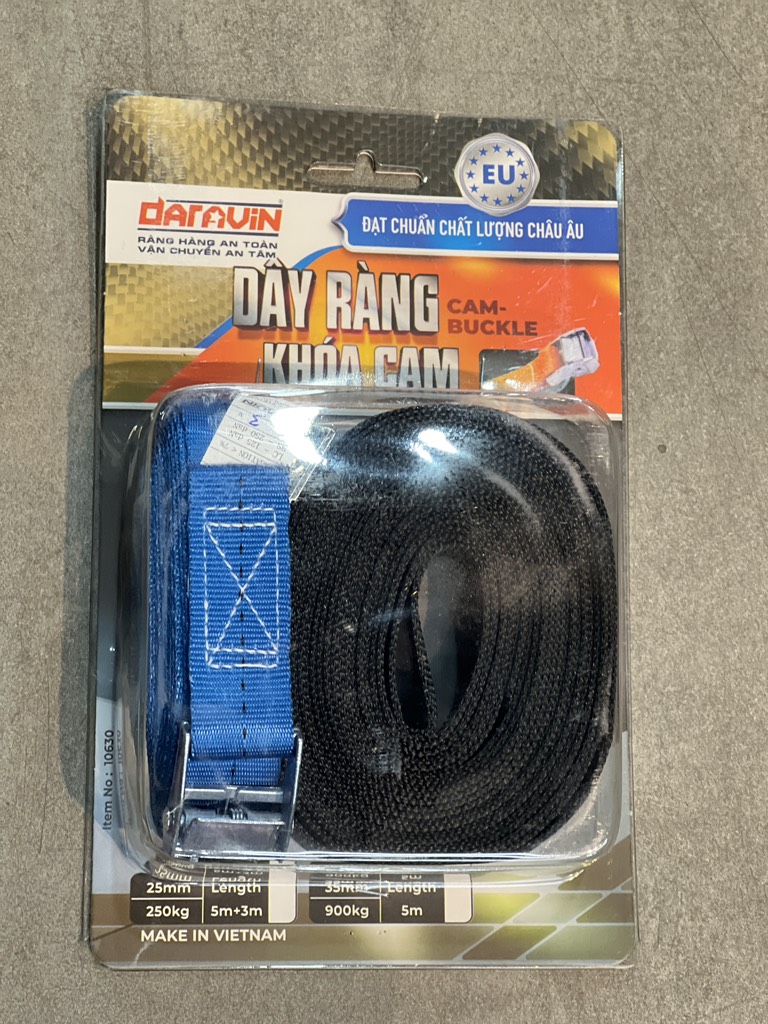 EU
DATAVIN
RÀNG HÀNG AN TOÀN
VẬN CHUYỂN AN TÂM
ĐẠT CHUẨN CHẤT LƯỢNG CHÂU ÂU
DÂY RÀNG
KHÓA CAM
CAM-
BUCKLE
Item No: 10630
25mm Length
250kg 5m+3m
35mm Length
900kg 5m
MAKE IN VIETNAM